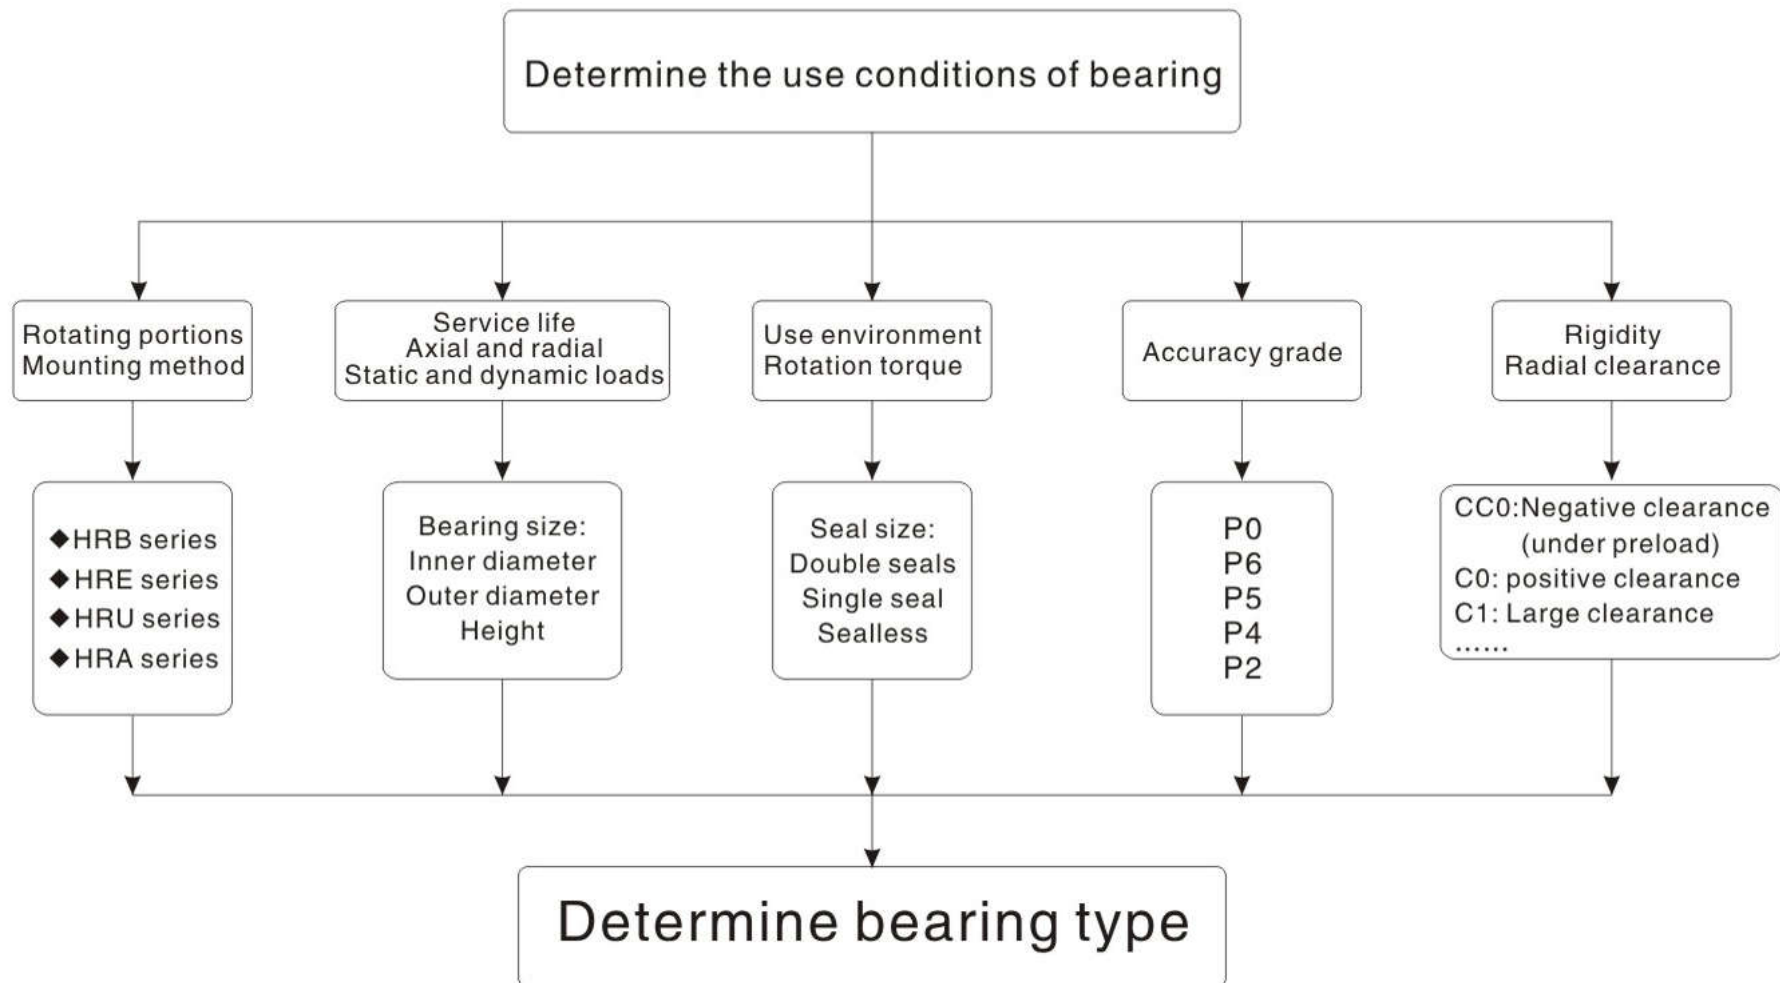 Determine the use conditions of bearing
Rotating portions
Mounting method
Service life
Axial and radial
Static and dynamic loads
Use environment
Rotation torque
Accuracy grade
Rigidity
Radial clearance
◆HRB series
◆HRE series
◆HRU series
◆HRA series
Bearing size:
Inner diameter
Outer diameter
Height
Seal size:
Double seals
Single seal
Sealless
P0
P6
P5
P4
P2
CC0:Negative clearance
(under preload)
C0: positive clearance
C1: Large clearance
......
Determine bearing type